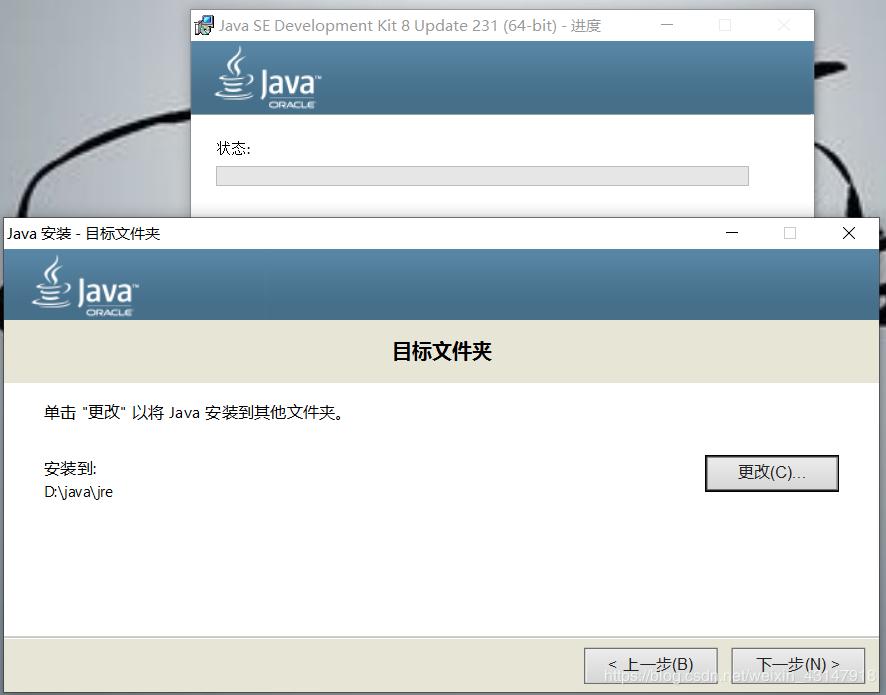 Java SE Development Kit 8 Update 231 (64-bit) - 进度
Java™
ORACLE
状态:
Java 安装 - 目标文件夹
Java™
ORACLE
目标文件夹
单击 "更改" 以将 Java 安装到其他文件夹。
安装到:
更改(C)...
D:\java\jre
< 上一步(B)
下一步(N) >
https://blog.csdn.net/weixin_43147918